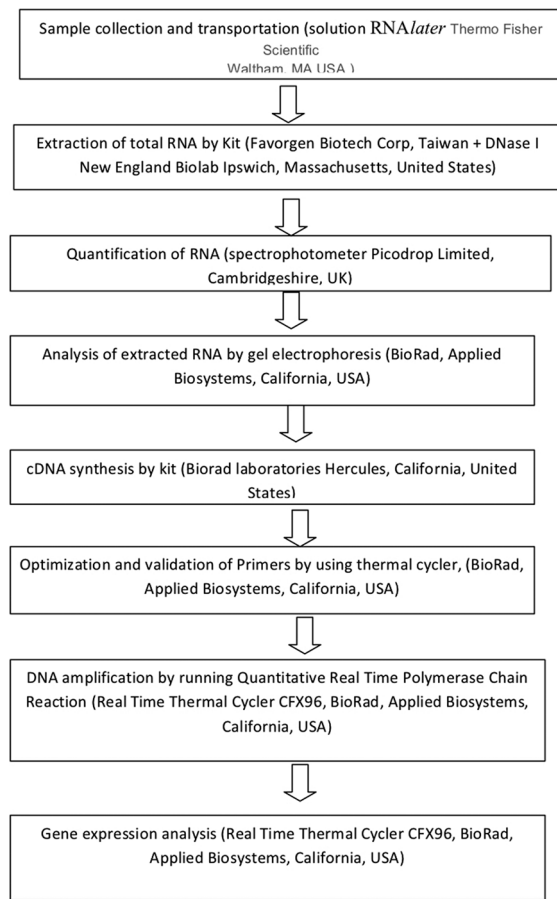 Sample collection and transportation (solution RNAlater Thermo Fisher
Scientific
Waltham, MA USA )
Extraction of total RNA by Kit (Favorgen Biotech Corp, Taiwan + DNase I
New England Biolab Ipswich, Massachusetts, United States)
Quantification of RNA (spectrophotometer Picodrop Limited,
Cambridgeshire, UK)
Analysis of extracted RNA by gel electrophoresis (BioRad, Applied
Biosystems, California, USA)
cDNA synthesis by kit (Biorad laboratories Hercules, California, United
States)
Optimization and validation of Primers by using thermal cycler, (BioRad,
Applied Biosystems, California, USA)
DNA amplification by running Quantitative Real Time Polymerase Chain
Reaction (Real Time Thermal Cycler CFX96, BioRad, Applied Biosystems,
California, USA)
Gene expression analysis (Real Time Thermal Cycler CFX96, BioRad,
Applied Biosystems, California, USA)